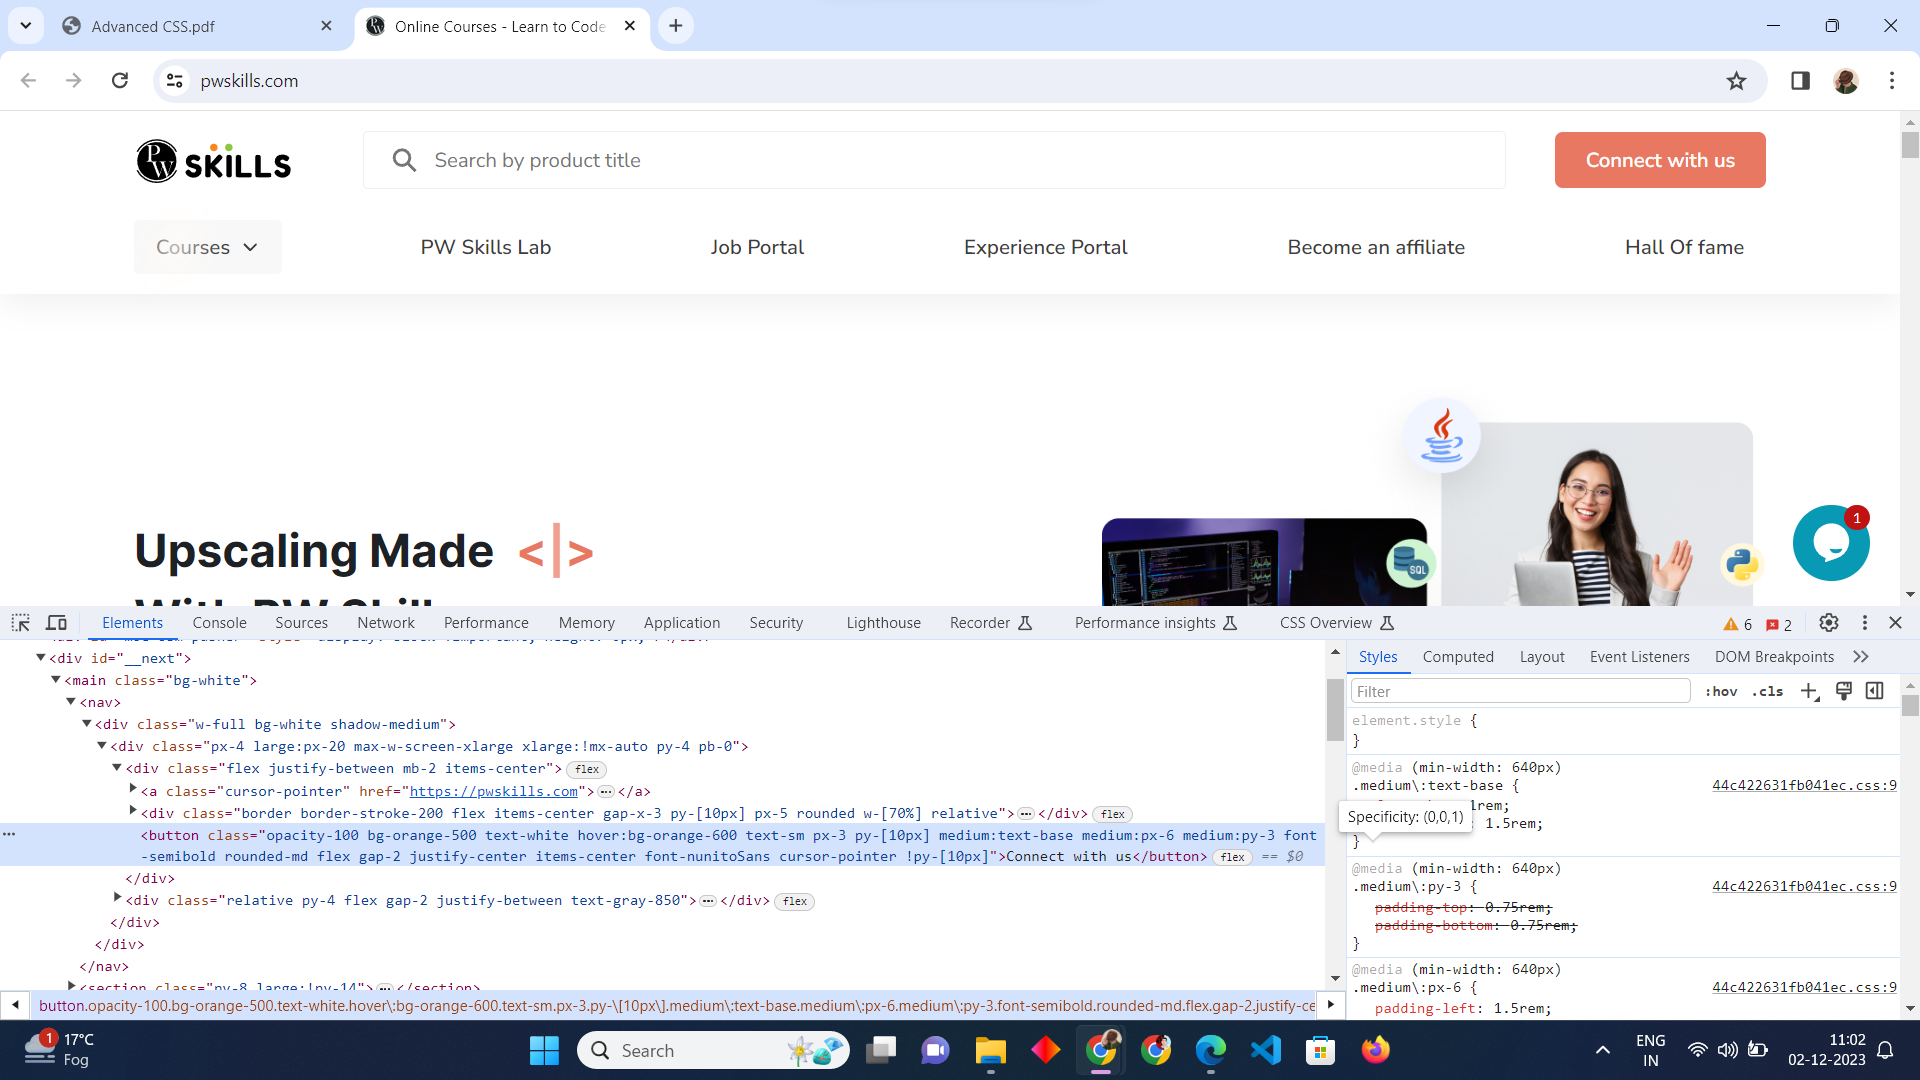 Advanced CSS.pdf
Online Courses - Learn to Code
pwskills.com
PW SKILLS
Search by product title
Connect with us
Courses
PW Skills Lab
Job Portal
Experience Portal
Become an affiliate
Hall Of fame
Upscaling Made <|>
SQL
1
Elements Console Sources Network Performance Memory Application Security Lighthouse Recorder Performance insights CSS Overview 6 2
▼<div id="__next">
▼<main class="bg-white">
▼<nav>
▼<div class="w-full bg-white shadow-medium">
▼<div class="px-4 large:px-20 max-w-screen-xlarge xlarge:!mx-auto py-4 pb-0">
▼<div class="flex justify-between mb-2 items-center"> flex
▶<a class="cursor-pointer" href="https://pwskills.com">…</a>
▶<div class="border border-stroke-200 flex items-center gap-x-3 py-[10px] px-5 rounded w-[70%] relative">…</div> flex
<button class="opacity-100 bg-orange-500 text-white hover:bg-orange-600 text-sm px-3 py-[10px] medium:text-base medium:px-6 medium:py-3 font
-semibold rounded-md flex gap-2 justify-center items-center font-nunitoSans cursor-pointer !py-[10px]">Connect with us</button> flex == $0
</div>
▶<div class="relative py-4 flex gap-2 justify-between text-gray-850">…</div> flex
</div>
</div>
</nav>
▶<section class="py-8 large:!py-14">…</section>
button.opacity-100.bg-orange-500.text-white.hover\:bg-orange-600.text-sm.px-3.py-\[10px\].medium\:text-base.medium\:px-6.medium\:py-3.font-semibold.rounded-md.flex.gap-2.justify-ce
Styles Computed Layout Event Listeners DOM Breakpoints
Filter :hov .cls
element.style {
}
@media (min-width: 640px)
.medium\:text-base { 44c422631fb041ec.css:9
1rem;
Specificity: (0,0,1) 1.5rem;
}
@media (min-width: 640px)
.medium\:py-3 { 44c422631fb041ec.css:9
padding-top: 0.75rem;
padding-bottom: 0.75rem;
}
@media (min-width: 640px)
.medium\:px-6 { 44c422631fb041ec.css:9
padding-left: 1.5rem;
1
17°C
Fog
Search
ENG
IN
11:02
02-12-2023